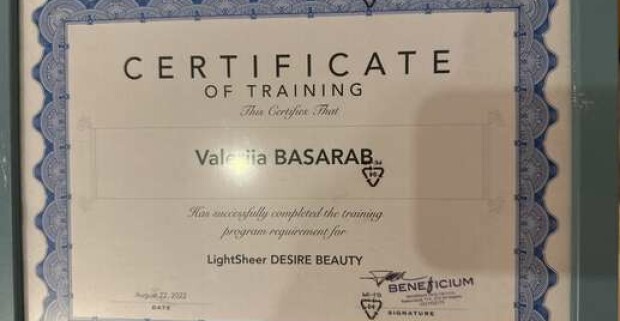 CERTIFICATE
OF TRAINING
This Certifies That
Valeriia BASARAB
Has successfully completed the training
program requirement for
LightSheer DESIRE BEAUTY
August 22, 2022
DATE
BENEFICIUM
SIGNATURE